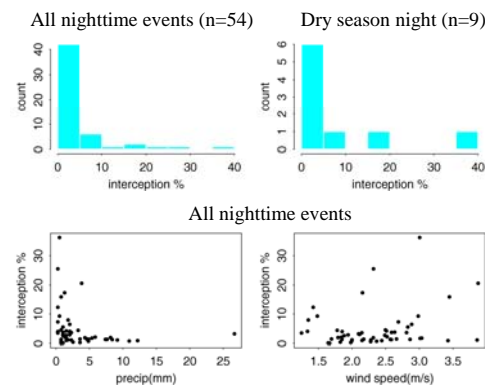 All nighttime events (n=54)
Dry season night (n=9)
count
0 10 20 30 40
0 10 20 30 40
interception %
count
0 1 2 3 4 5 6
0 10 20 30 40
interception %
All nighttime events
interception %
0 10 20 30
0 5 10 15 20 25
precip(mm)
interception %
0 10 20 30
1.5 2.0 2.5 3.0 3.5
wind speed(m/s)